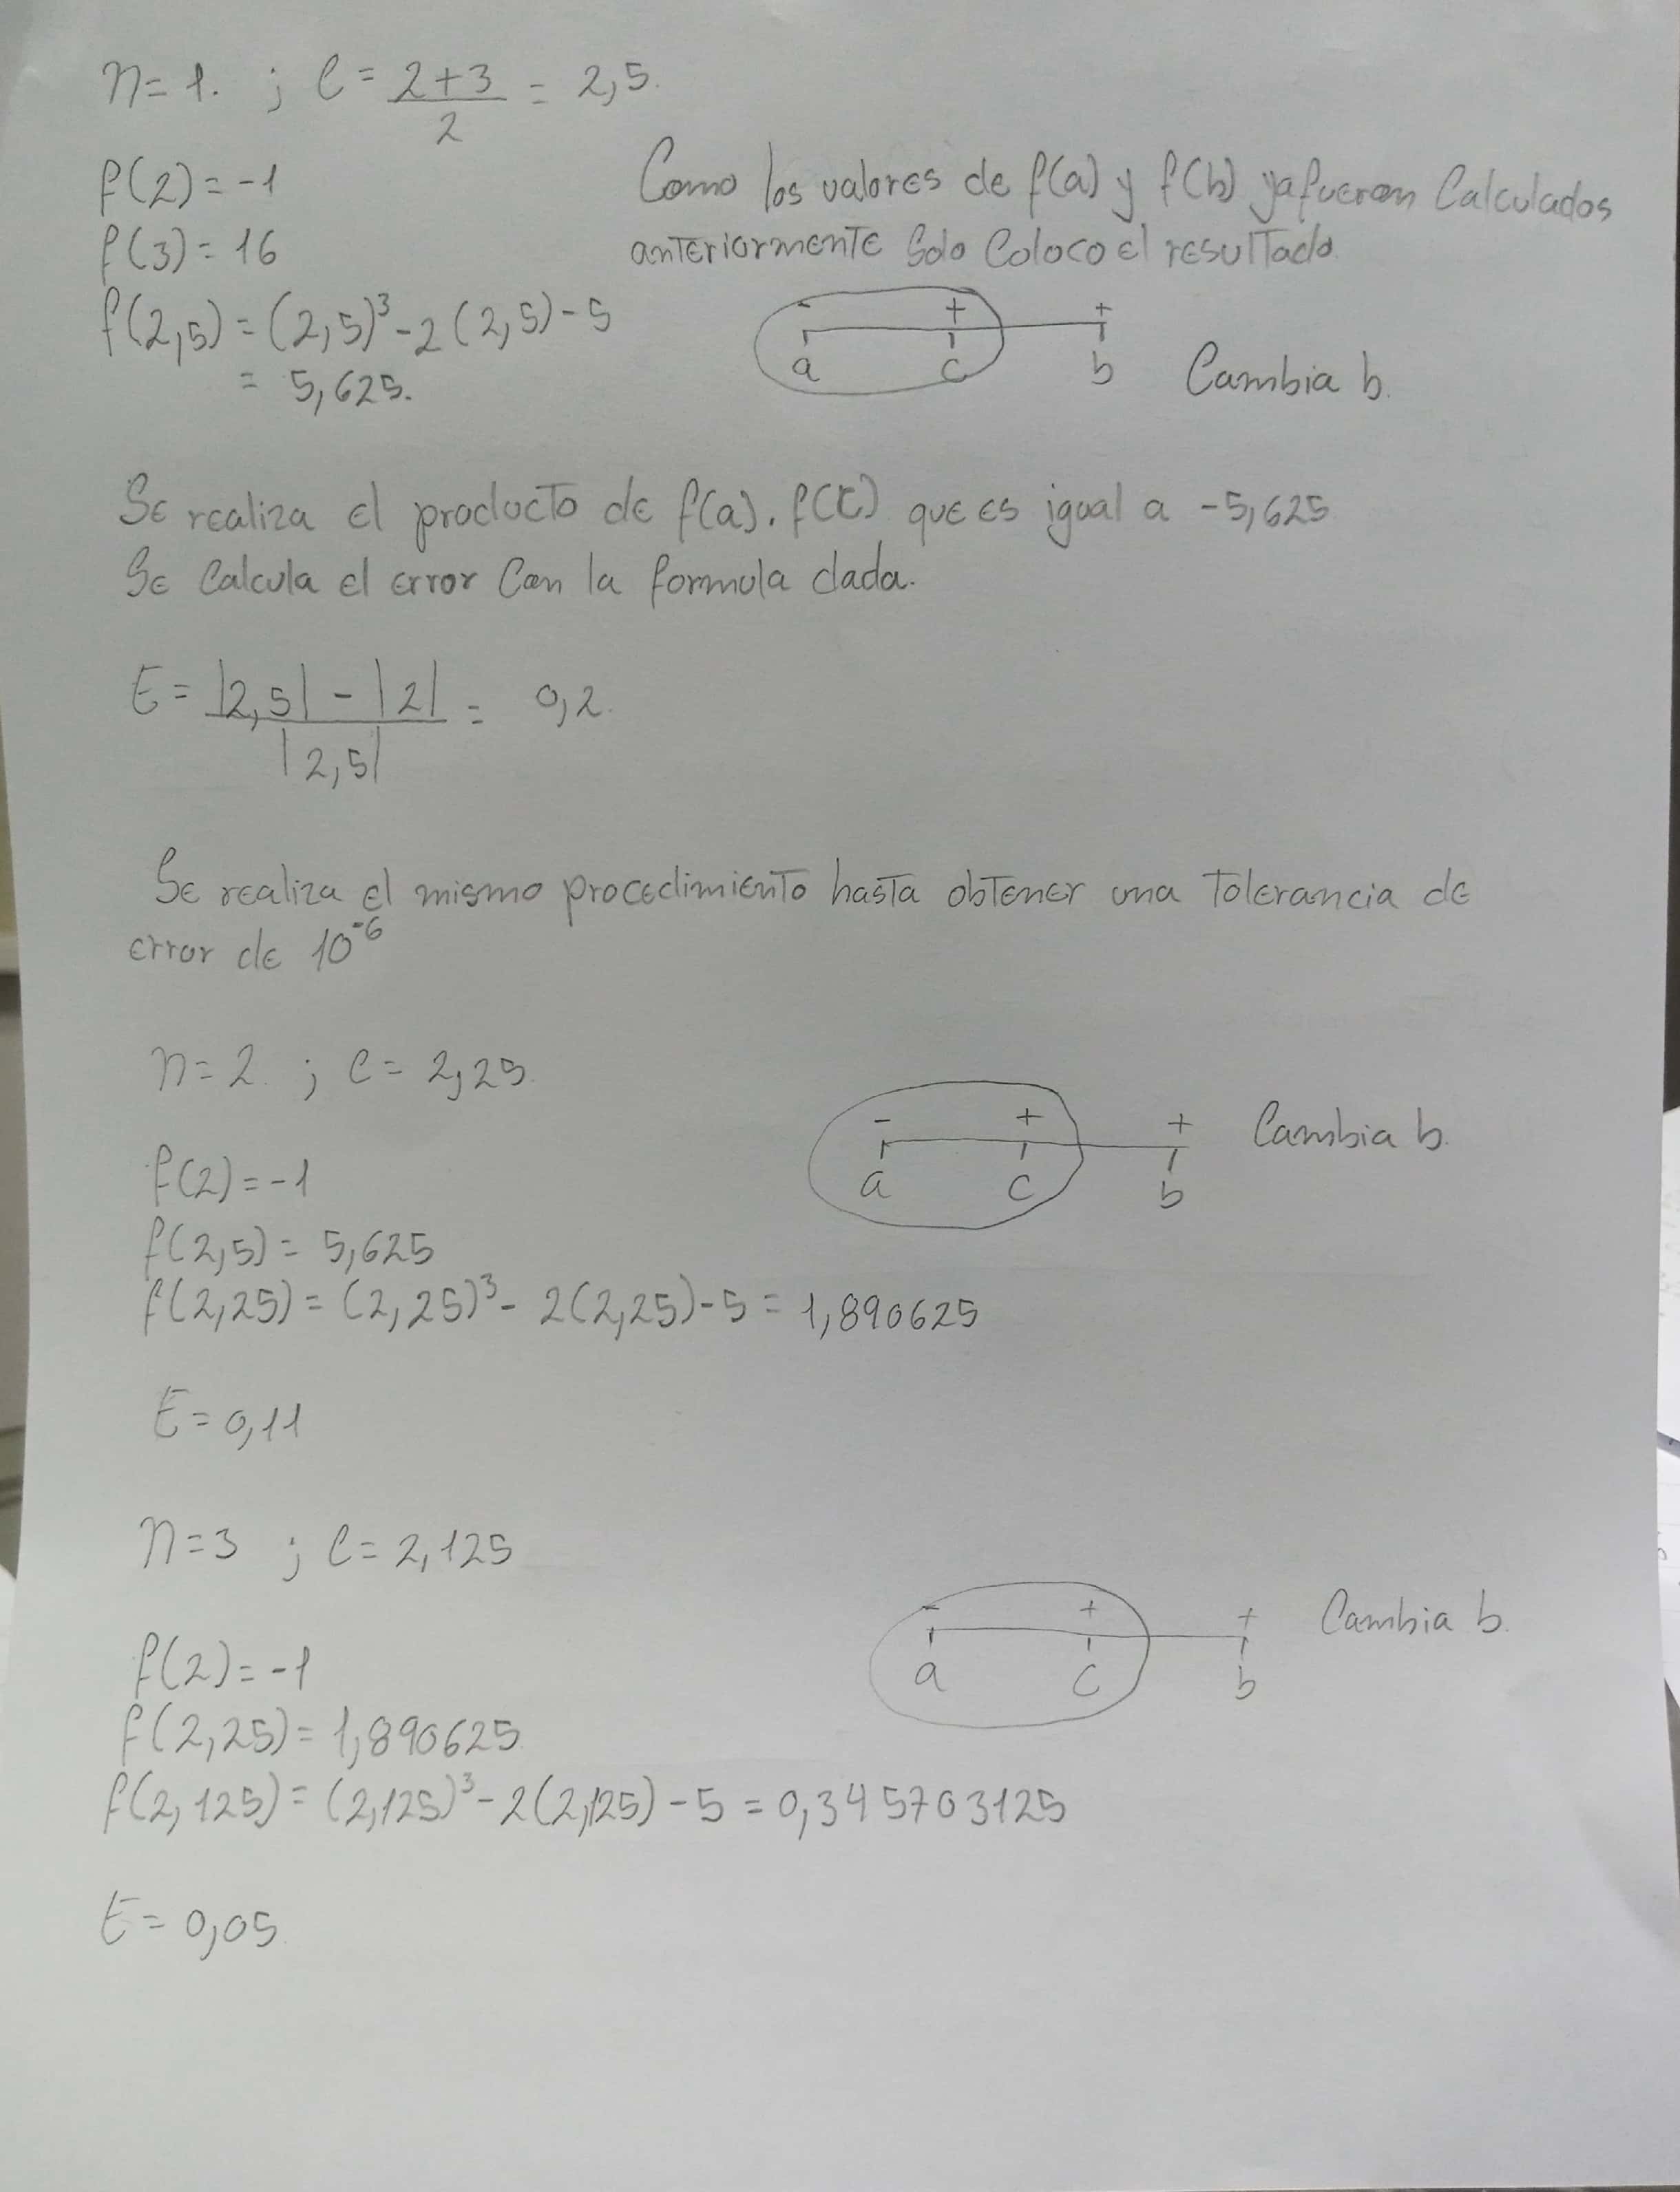 n=1. ; C = (2+3)/2 = 2,5.
f(2) = -1
Como los valores de f(a) y f(b) ya fueron Calculados
f(3) = 16
anteriormente Solo Coloco el resultado.
f(2,5) = (2,5)³ - 2(2,5) - 5
= 5,625.
- + +
a c b
Cambia b.
Se realiza el producto de f(a). f(c) que es igual a -5,625
Se Calcula el error Con la formula dada.
E = (|2,5| - |2|)/|2,5| = 0,2.
Se realiza el mismo procedimiento hasta obtener una tolerancia de
error de 10⁻⁶
n=2. ; C = 2,25.
- + +
a c b
Cambia b.
f(2) = -1
f(2,5) = 5,625
f(2,25) = (2,25)³ - 2(2,25) - 5 = 1,890625
E = 0,11
n=3 ; C = 2,125
- + +
a c b
Cambia b.
f(2) = -1
f(2,25) = 1,890625
f(2,125) = (2,125)³ - 2(2,125) - 5 = 0,345703125
E = 0,05